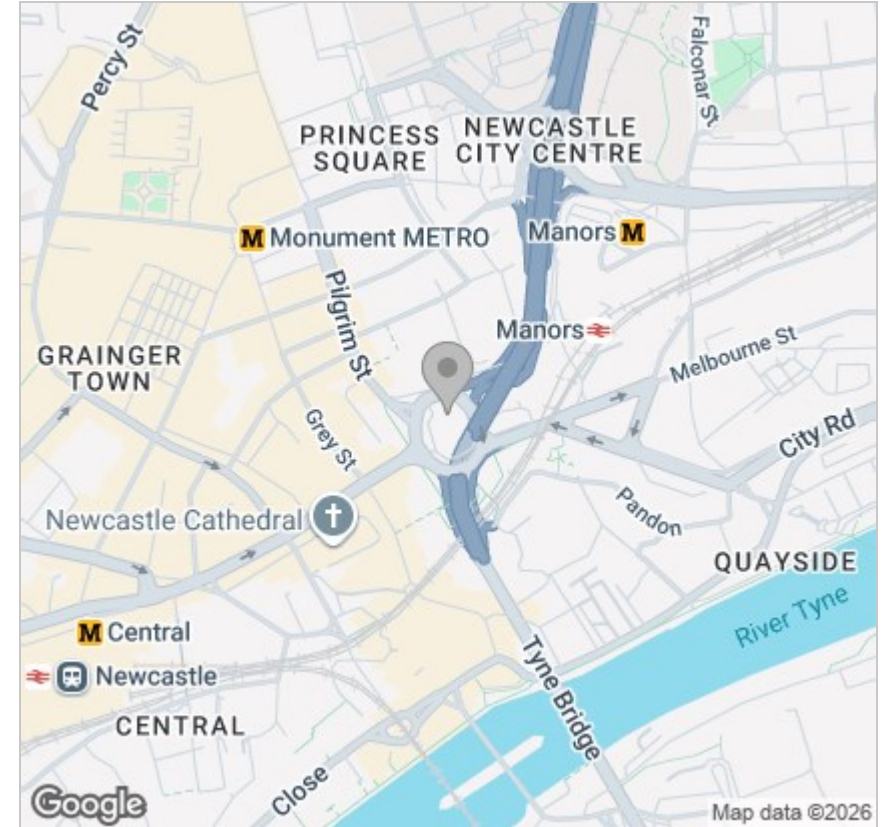 Percy St
Falconar St
PRINCESS
SQUARE
NEWCASTLE
CITY CENTRE
M Monument METRO
Manors M
Pilgrim St
Manors
GRAINGER
TOWN
Melbourne St
Grey St
City Rd
Newcastle Cathedral
Pandon
QUAYSIDE
River Tyne
M Central
Newcastle
Tyne Bridge
CENTRAL
Close
Google
Map data ©2026